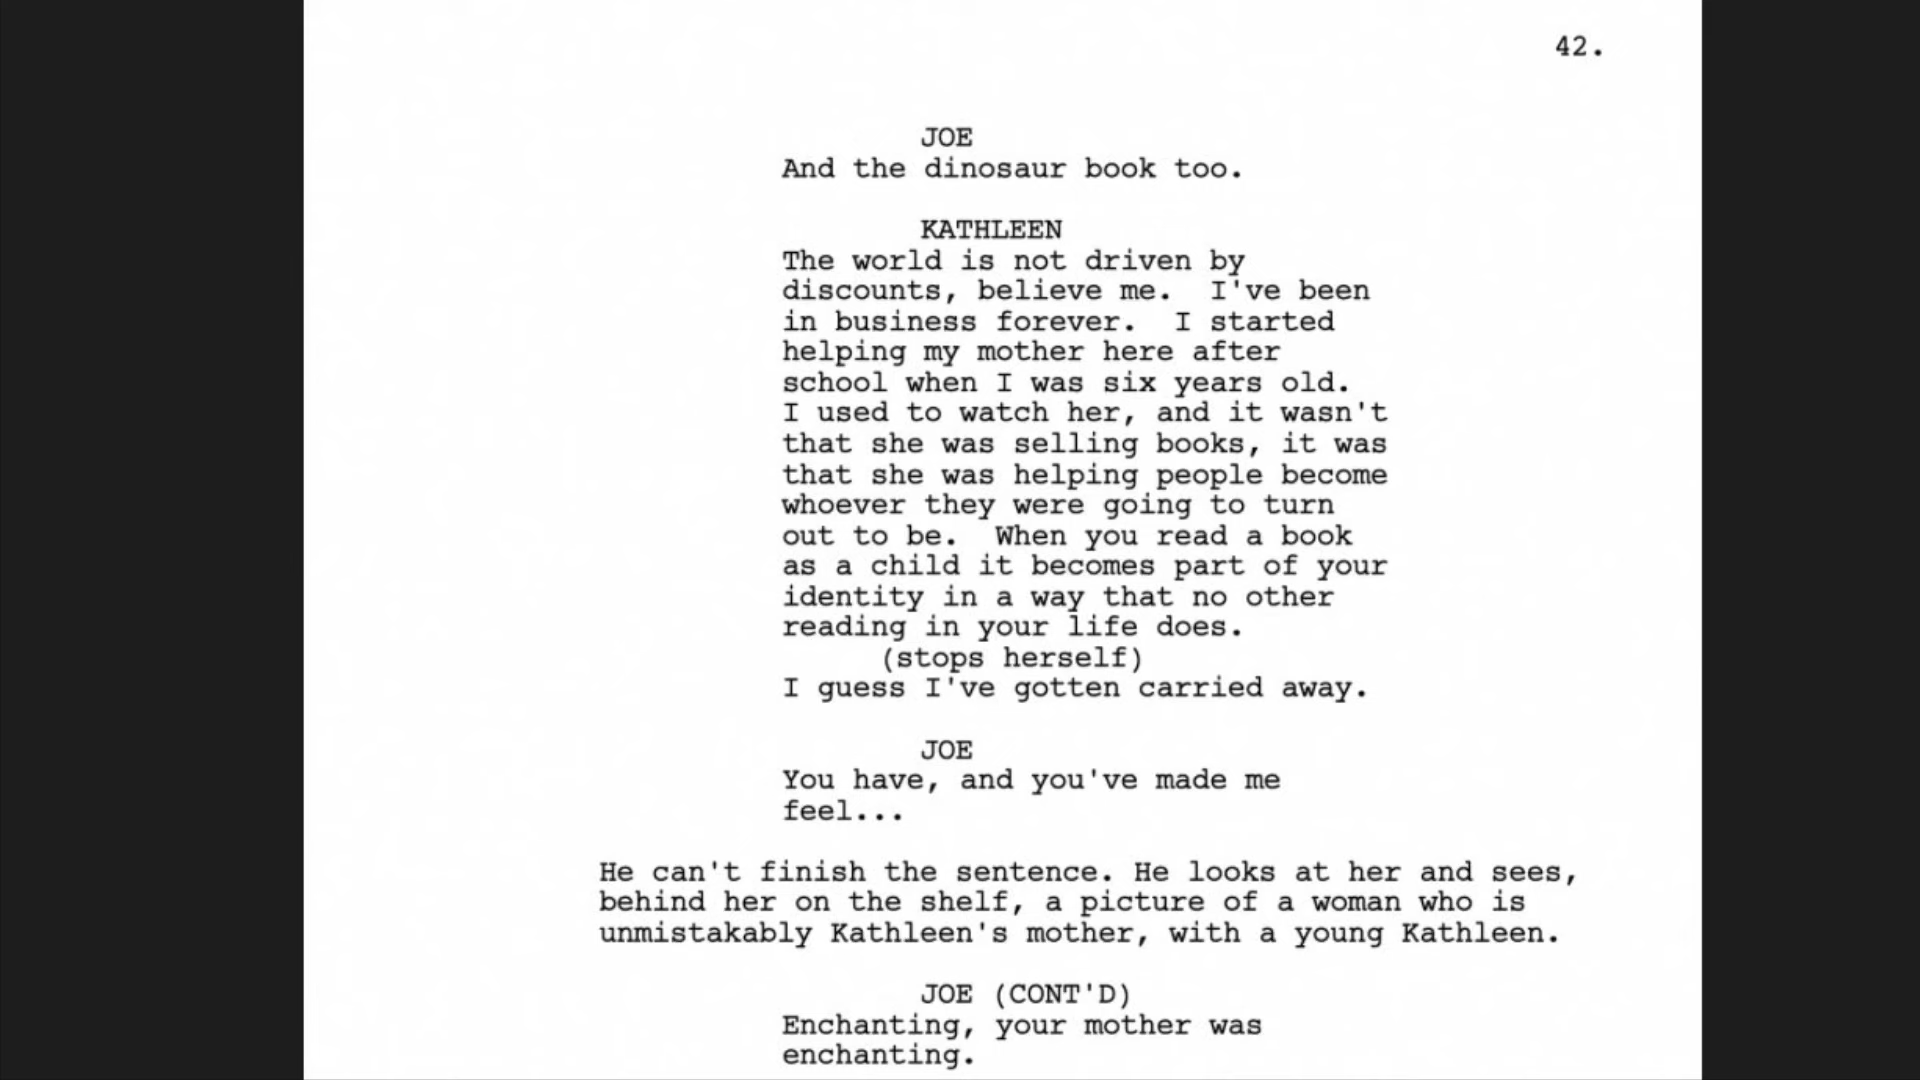 42.
JOE
And the dinosaur book too.
KATHLEEN
The world is not driven by
discounts, believe me.  I've been
in business forever.  I started
helping my mother here after
school when I was six years old.
I used to watch her, and it wasn't
that she was selling books, it was
that she was helping people become
whoever they were going to turn
out to be.  When you read a book
as a child it becomes part of your
identity in a way that no other
reading in your life does.
(stops herself)
I guess I've gotten carried away.
JOE
You have, and you've made me
feel...
He can't finish the sentence. He looks at her and sees,
behind her on the shelf, a picture of a woman who is
unmistakably Kathleen's mother, with a young Kathleen.
JOE (CONT'D)
Enchanting, your mother was
enchanting.